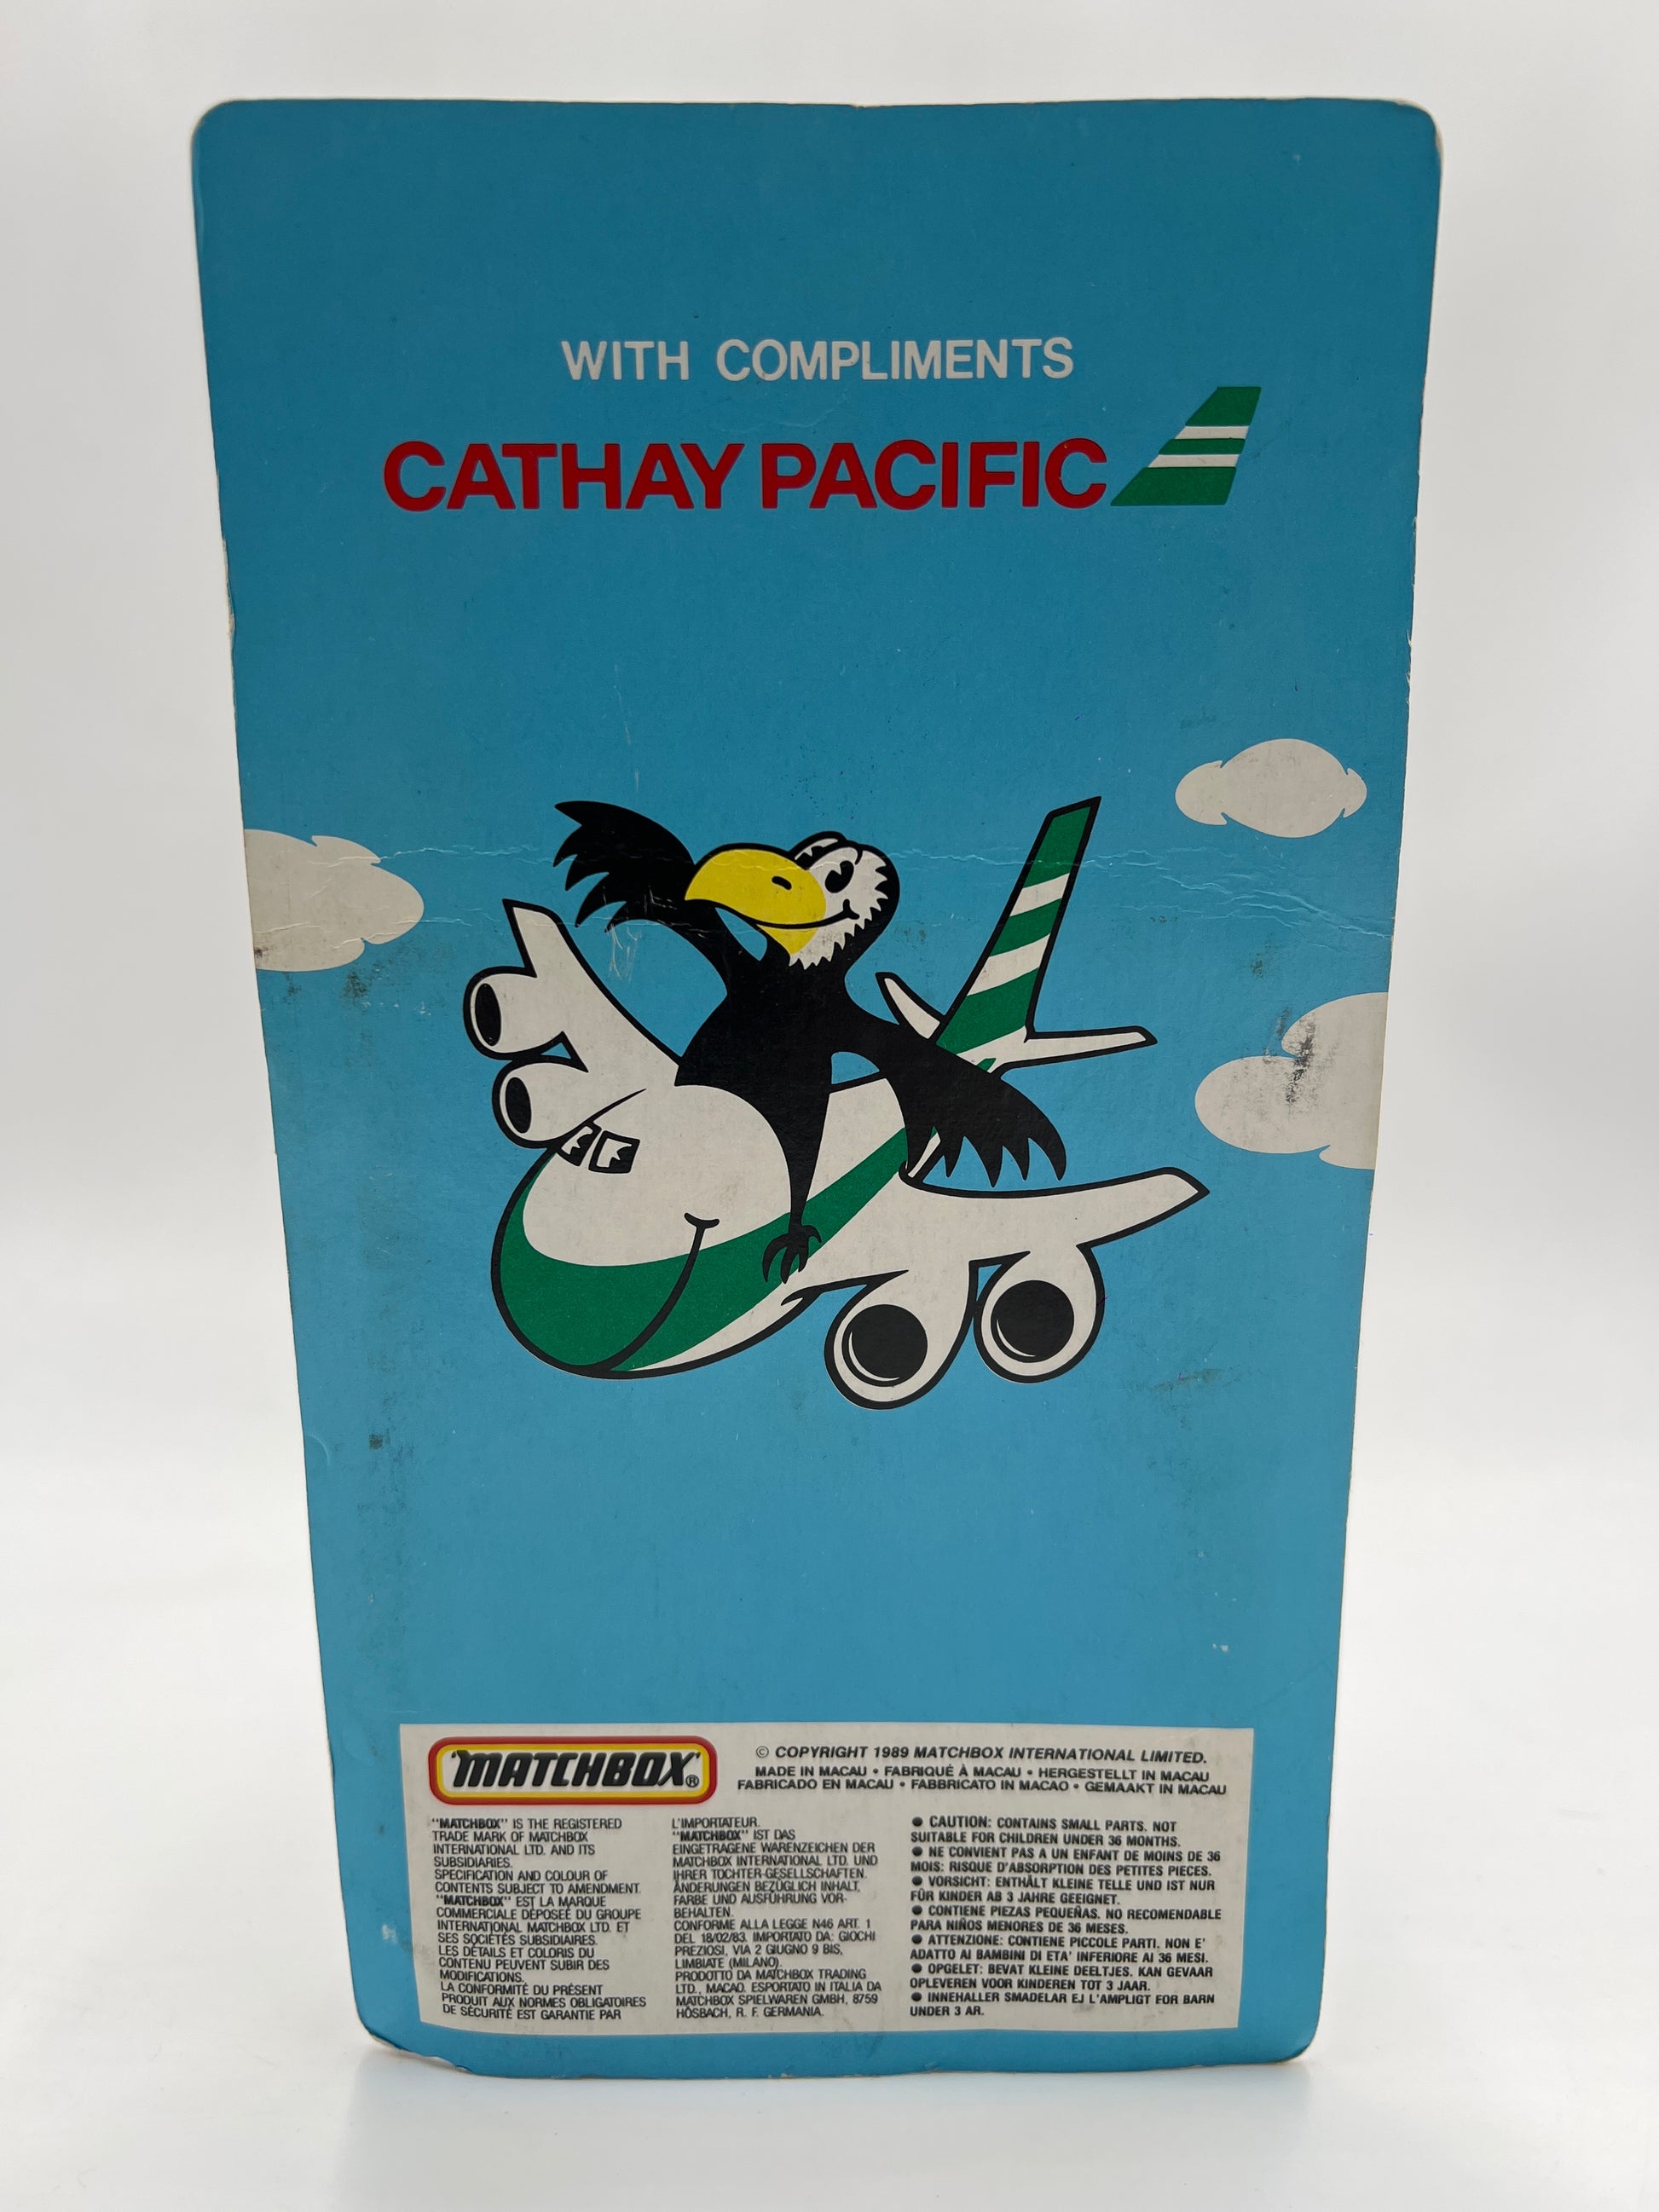 WITH COMPLIMENTS
CATHAY PACIFIC
"MATCHBOX"®
© COPYRIGHT 1989 MATCHBOX INTERNATIONAL LIMITED.
MADE IN MACAU • FABRIQUÉ À MACAU • HERGESTELLT IN MACAU
FABRICADO EN MACAU • FABBRICATO IN MACAO • GEMAAKT IN MACAU
"MATCHBOX" IS THE REGISTERED
TRADE MARK OF MATCHBOX
INTERNATIONAL LTD. AND ITS
SUBSIDIARIES.
SPECIFICATION AND COLOUR OF
CONTENTS SUBJECT TO AMENDMENT.
"MATCHBOX" EST LA MARQUE
COMMERCIALE DÉPOSEÉ DU GROUPE
INTERNATIONAL MATCHBOX LTD. ET
SES SOCIÉTÉS SUBSIDIAIRES.
LES DÉTAILS ET COLORIS DU
CONTENU PEUVENT SUBIR DES
MODIFICATIONS.
LA CONFORMITÉ DU PRÉSENT
PRODUIT AUX NORMES OBLIGATOIRES
DE SÉCURITÉ EST GARANTIE PAR
L'IMPORTATEUR.
"MATCHBOX" IST DAS
EINGETRAGENE WARENZEICHEN DER
MATCHBOX INTERNATIONAL LTD. UND
IHRER TOCHTER-GESELLSCHAFTEN.
ÄNDERUNGEN BEZÜGLICH INHALT,
FARBE UND AUSFÜHRUNG VOR-
BEHALTEN.
CONFORME ALLA LEGGE N46 ART. 1
DEL 18/02/83. IMPORTATO DA: GIOCHI
PREZIOSI, VIA 2 GIUGNO 9 BIS,
LIMBIATE (MILANO).
PRODOTTO DA MATCHBOX TRADING
LTD., MACAO. ESPORTATO IN ITALIA DA
MATCHBOX SPIELWAREN GMBH, 8759
HÖSBACH, R. F. GERMANIA.
● CAUTION: CONTAINS SMALL PARTS. NOT
SUITABLE FOR CHILDREN UNDER 36 MONTHS.
● NE CONVIENT PAS A UN ENFANT DE MOINS DE 36
MOIS: RISQUE D'ABSORPTION DES PETITES PIECES.
● VORSICHT: ENTHÄLT KLEINE TELLE UND IST NUR
FÜR KINDER AB 3 JAHRE GEEIGNET.
● CONTIENE PIEZAS PEQUEÑAS. NO RECOMENDABLE
PARA NIÑOS MENORES DE 36 MESES.
● ATTENZIONE: CONTIENE PICCOLE PARTI. NON E'
ADATTO AI BAMBINI DI ETA' INFERIORE AI 36 MESI.
● OPGELET: BEVAT KLEINE DEELTJES. KAN GEVAAR
OPLEVEREN VOOR KINDEREN TOT 3 JAAR.
● INNEHALLER SMADELAR EJ L'AMPLIGT FOR BARN
UNDER 3 AR.